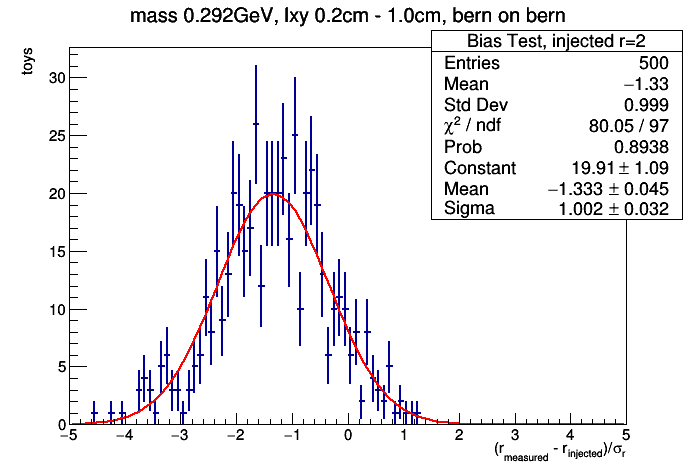 mass 0.292GeV, lxy 0.2cm - 1.0cm, bern on bern
Bias Test, injected r=2
Entries 500
Mean −1.33
Std Dev 0.999
χ² / ndf 80.05 / 97
Prob 0.8938
Constant 19.91 ± 1.09
Mean −1.333 ± 0.045
Sigma 1.002 ± 0.032
toys
30
25
20
15
10
5
0
−5 −4 −3 −2 −1 0 1 2 3 4 5
(r_measured - r_injected)/σ_r